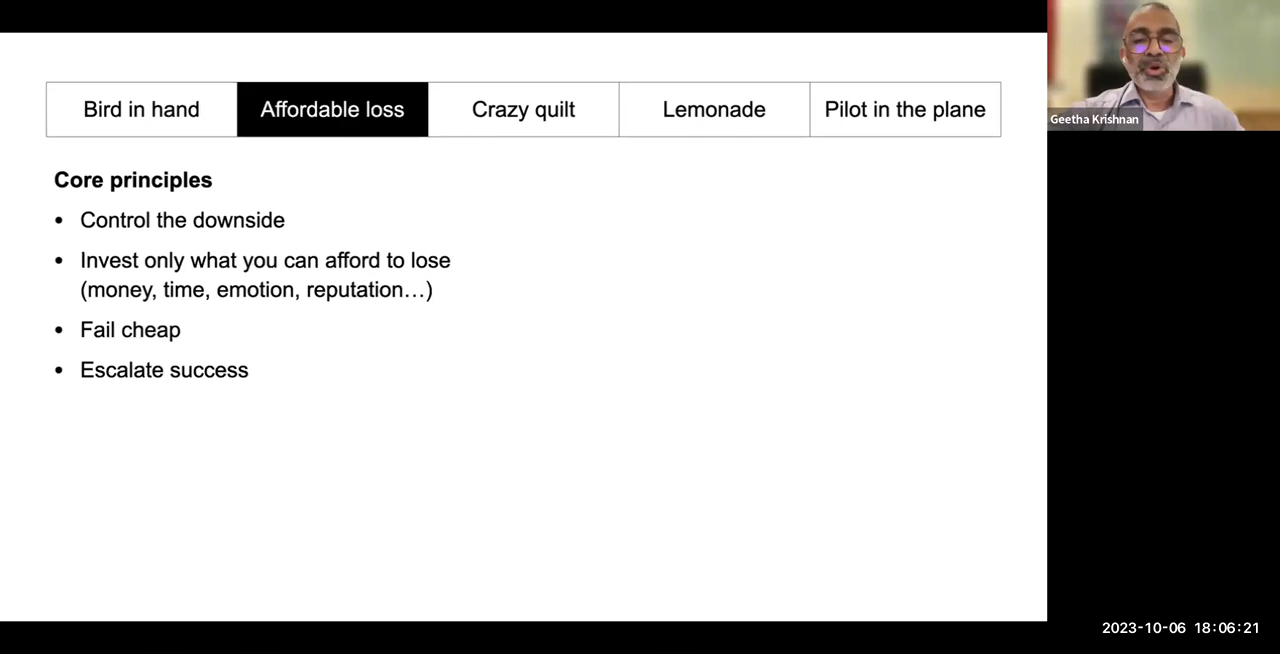 Bird in hand
Affordable loss
Crazy quilt
Lemonade
Pilot in the plane
Core principles
• Control the downside
• Invest only what you can afford to lose
(money, time, emotion, reputation…)
• Fail cheap
• Escalate success
Geetha Krishnan
2023-10-06 18:06:21